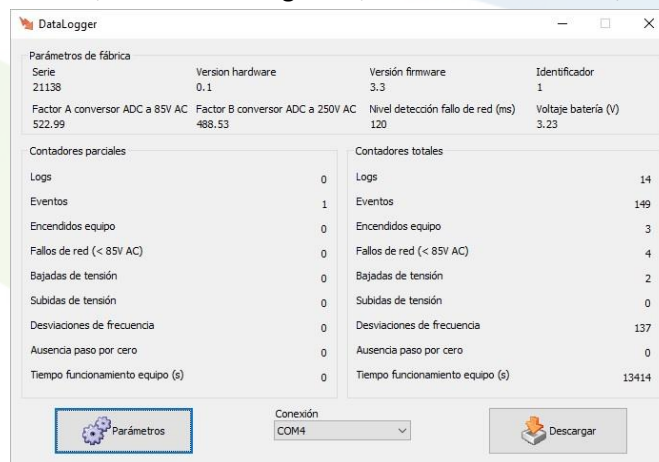 DataLogger
Parámetros de fábrica
Serie Version hardware Versión firmware Identificador
21138 0.1 3.3 1
Factor A conversor ADC a 85V AC Factor B conversor ADC a 250V AC Nivel detección fallo de red (ms) Voltaje batería (V)
522.99 488.53 120 3.23
Contadores parciales
Logs 0
Eventos 1
Encendidos equipo 0
Fallos de red (< 85V AC) 0
Bajadas de tensión 0
Subidas de tensión 0
Desviaciones de frecuencia 0
Ausencia paso por cero 0
Tiempo funcionamiento equipo (s) 0
Contadores totales
Logs 14
Eventos 149
Encendidos equipo 3
Fallos de red (< 85V AC) 4
Bajadas de tensión 2
Subidas de tensión 0
Desviaciones de frecuencia 137
Ausencia paso por cero 0
Tiempo funcionamiento equipo (s) 13414
Parámetros
Conexión
COM4
Descargar